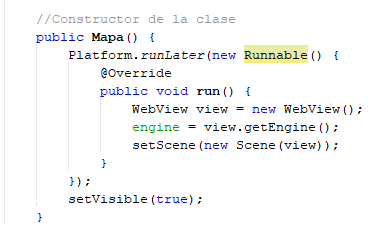 //Constructor de la clase
public Mapa() {
Platform.runLater(new Runnable() {
@Override
public void run() {
WebView view = new WebView();
engine = view.getEngine();
setScene(new Scene(view));
}
});
setVisible(true);
}